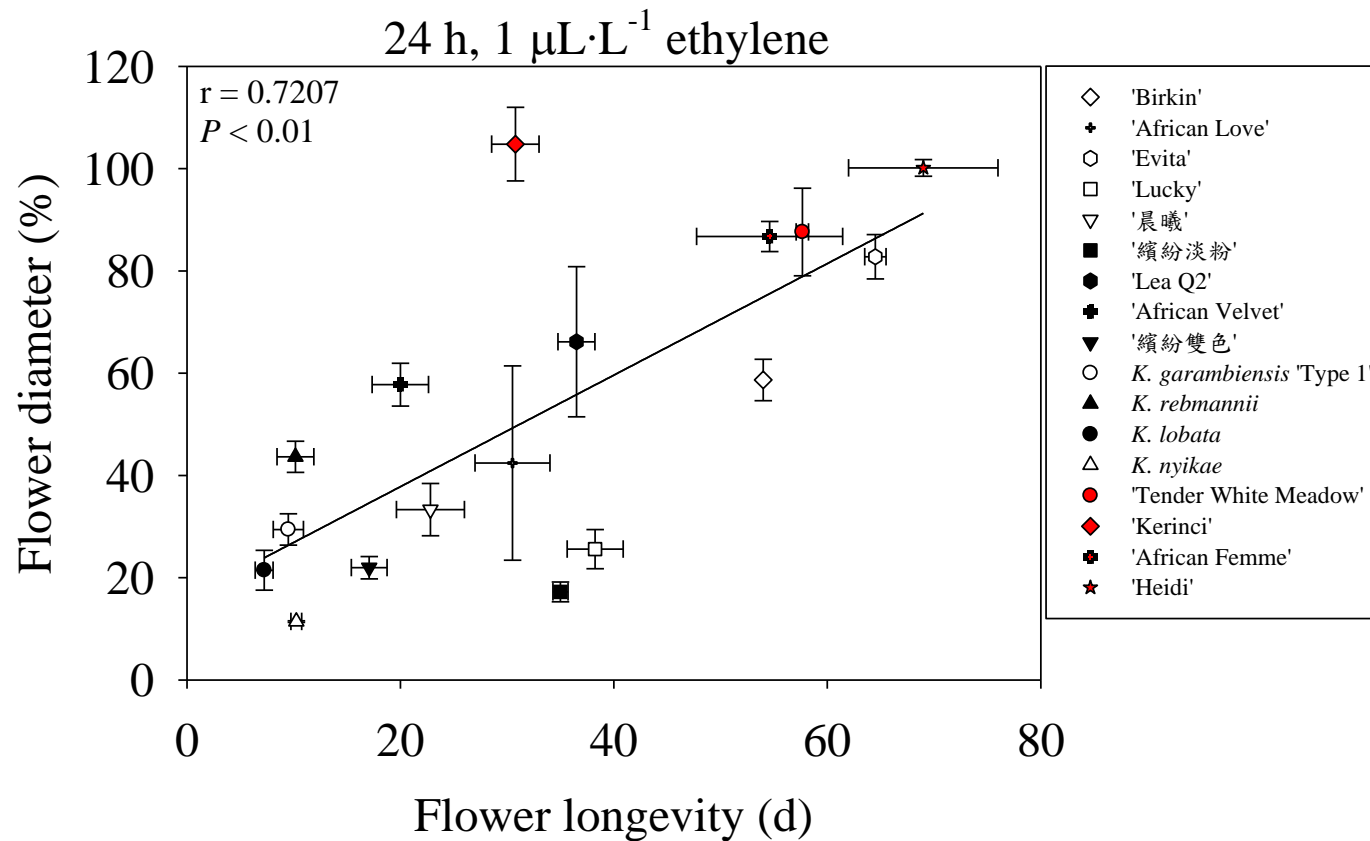 24 h, 1 μL·L⁻¹ ethylene
r = 0.7207
P < 0.01
120
100
80
60
40
20
0
Flower diameter (%)
0 20 40 60 80
Flower longevity (d)
'Birkin'
'African Love'
'Evita'
'Lucky'
'晨曦'
'繽紛淡粉'
'Lea Q2'
'African Velvet'
'繽紛雙色'
K. garambiensis 'Type 1'
K. rebmannii
K. lobata
K. nyikae
'Tender White Meadow'
'Kerinci'
'African Femme'
'Heidi'